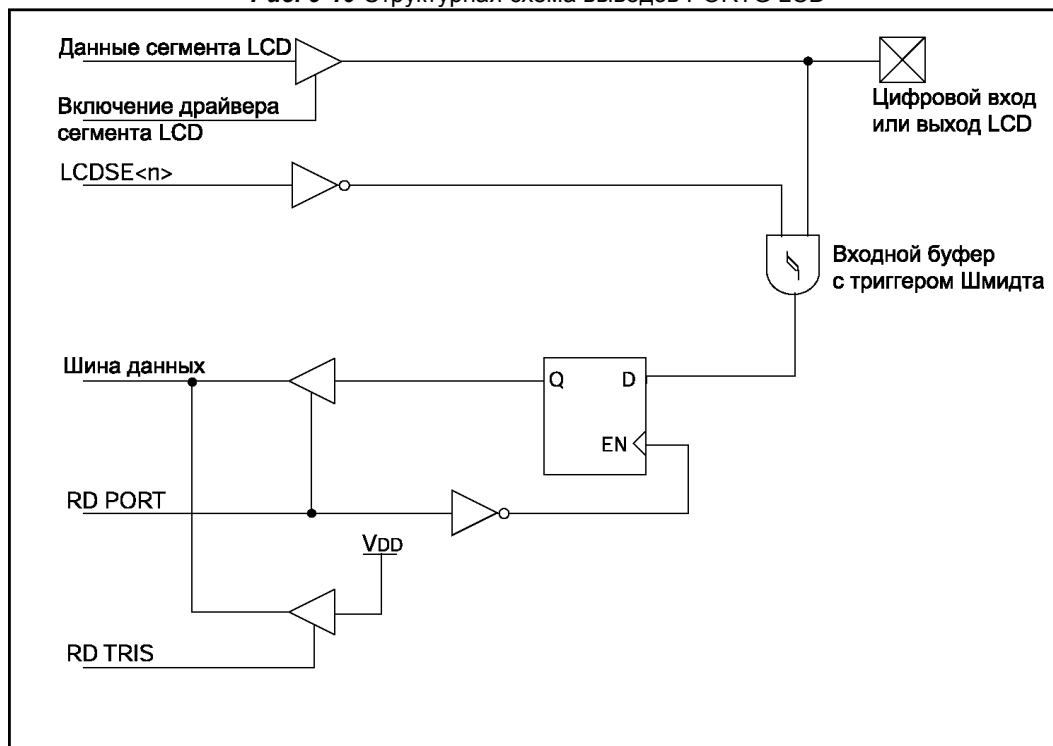 Данные сегмента LCD
Включение драйвера
сегмента LCD
LCDSE<n>
Цифровой вход
или выход LCD
Входной буфер
с триггером Шмидта
Шина данных
Q
D
EN
RD PORT
VDD
RD TRIS